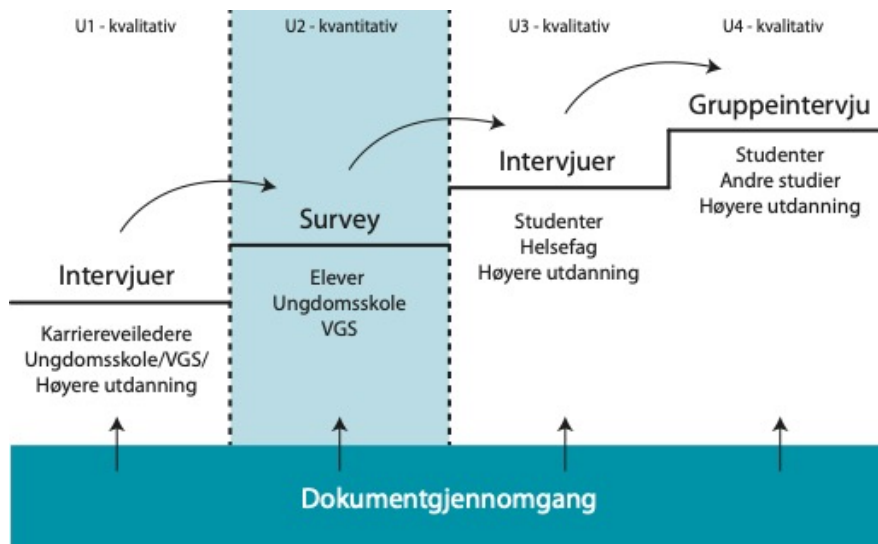 U1 - kvalitativ
U2 - kvantitativ
U3 - kvalitativ
U4 - kvalitativ
Intervjuer
Karriereveiledere
Ungdomsskole/VGS/
Høyere utdanning
Survey
Elever
Ungdomsskole
VGS
Intervjuer
Studenter
Helsefag
Høyere utdanning
Gruppeintervju
Studenter
Andre studier
Høyere utdanning
Dokumentgjennomgang